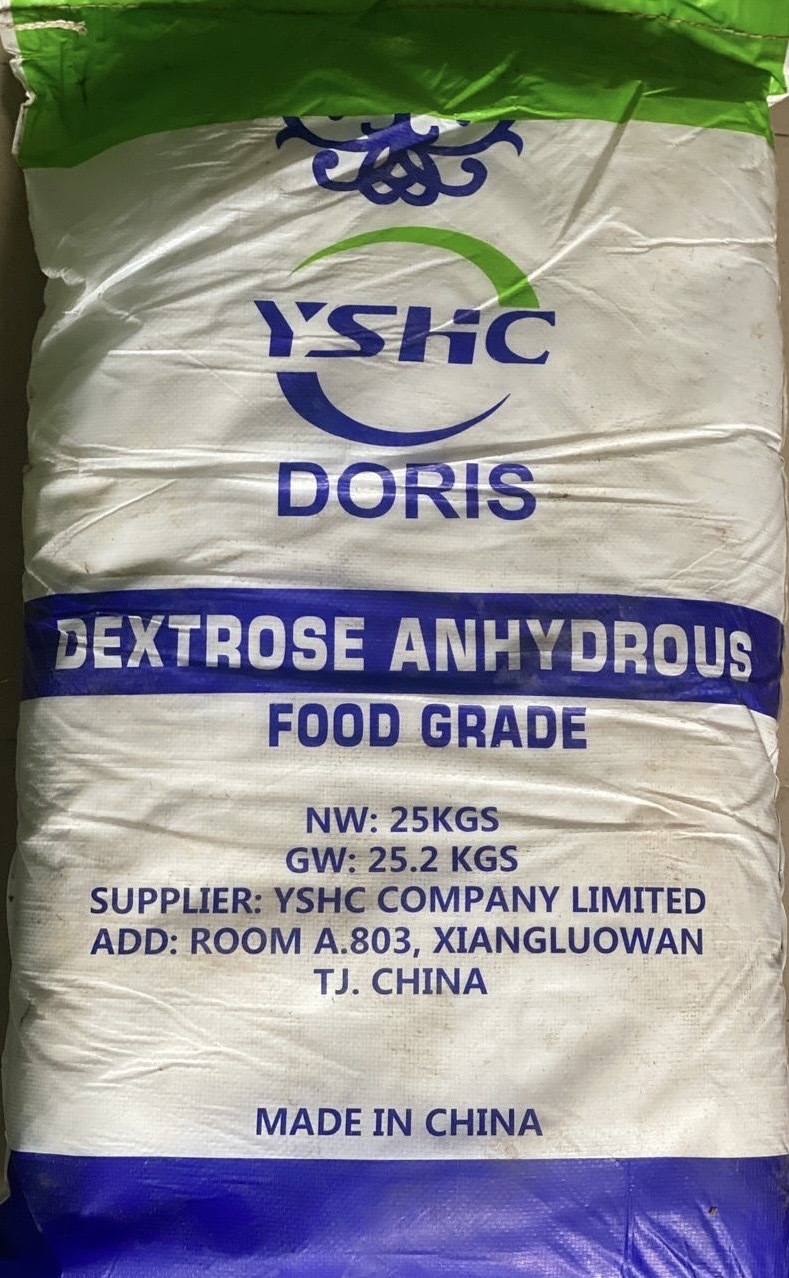 YSHC
DORIS
DEXTROSE ANHYDROUS
FOOD GRADE
NW: 25KGS
GW: 25.2 KGS
SUPPLIER: YSHC COMPANY LIMITED
ADD: ROOM A.803, XIANGLUOWAN
TJ. CHINA
MADE IN CHINA